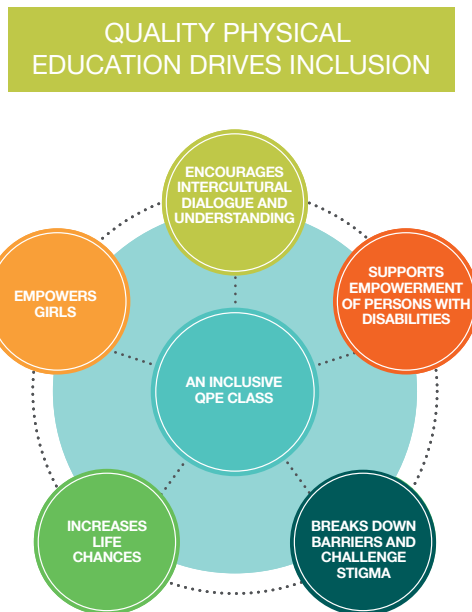 QUALITY PHYSICAL
EDUCATION DRIVES INCLUSION
ENCOURAGES
INTERCULTURAL
DIALOGUE AND
UNDERSTANDING
EMPOWERS
GIRLS
SUPPORTS
EMPOWERMENT
OF PERSONS WITH
DISABILITIES
AN INCLUSIVE
QPE CLASS
INCREASES
LIFE
CHANCES
BREAKS DOWN
BARRIERS AND
CHALLENGE
STIGMA